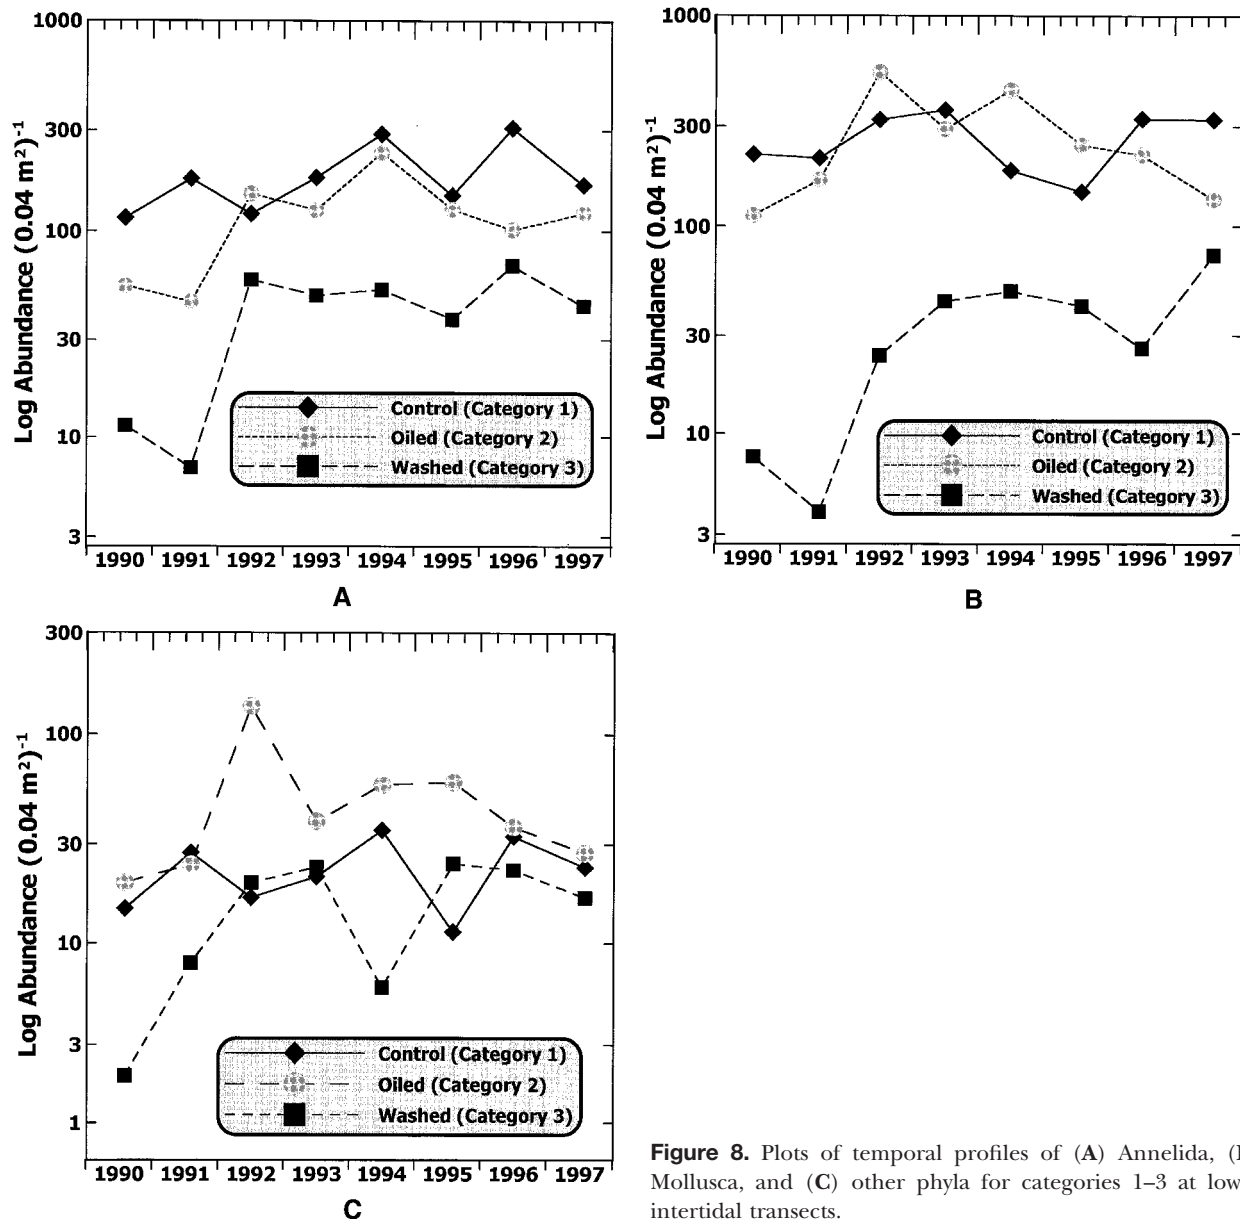 1000
300
100
30
10
3
Log Abundance (0.04 m²)⁻¹
Control (Category 1)
Oiled (Category 2)
Washed (Category 3)
1990 1991 1992 1993 1994 1995 1996 1997
A
1000
300
100
30
10
3
Log Abundance (0.04 m²)⁻¹
Control (Category 1)
Oiled (Category 2)
Washed (Category 3)
1990 1991 1992 1993 1994 1995 1996 1997
B
300
100
30
10
3
1
Log Abundance (0.04 m²)⁻¹
Control (Category 1)
Oiled (Category 2)
Washed (Category 3)
1990 1991 1992 1993 1994 1995 1996 1997
C
Figure 8. Plots of temporal profiles of (A) Annelida,
Mollusca, and (C) other phyla for categories 1–3 at low
intertidal transects.